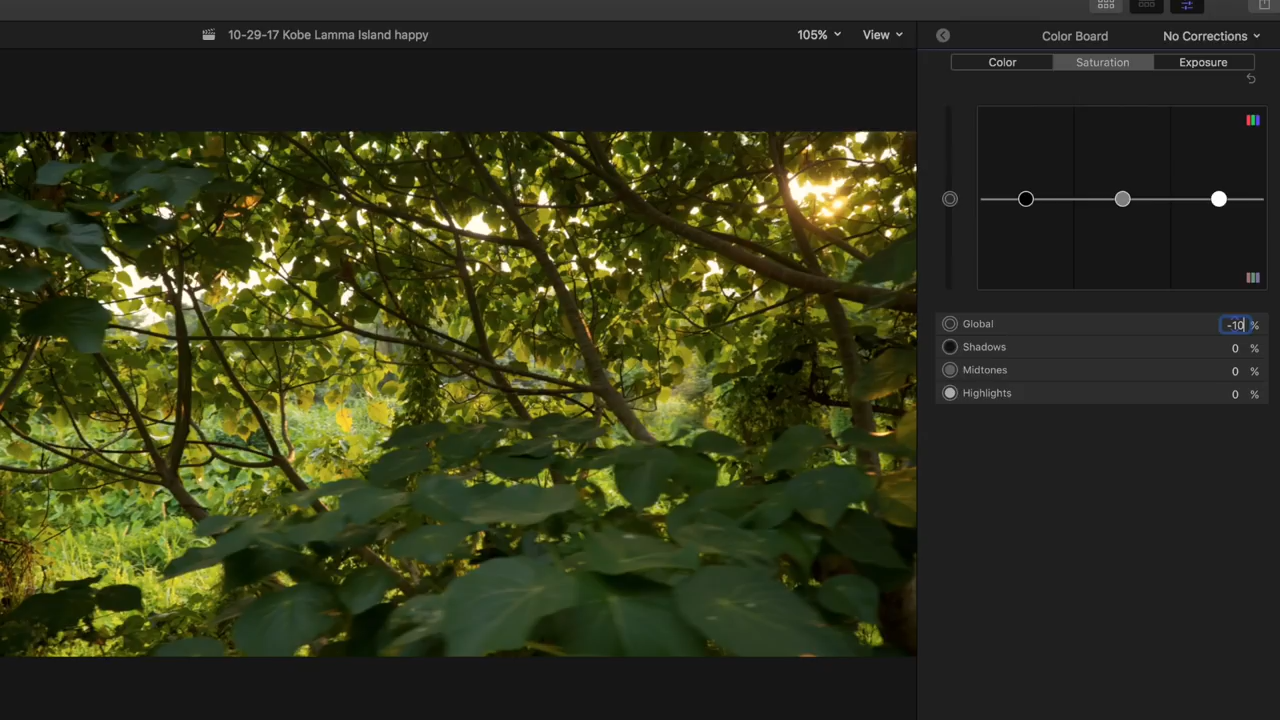 10-29-17 Kobe Lamma Island happy
105%
View
Color Board
No Corrections
Color
Saturation
Exposure
Global
-10 %
Shadows
0 %
Midtones
0 %
Highlights
0 %